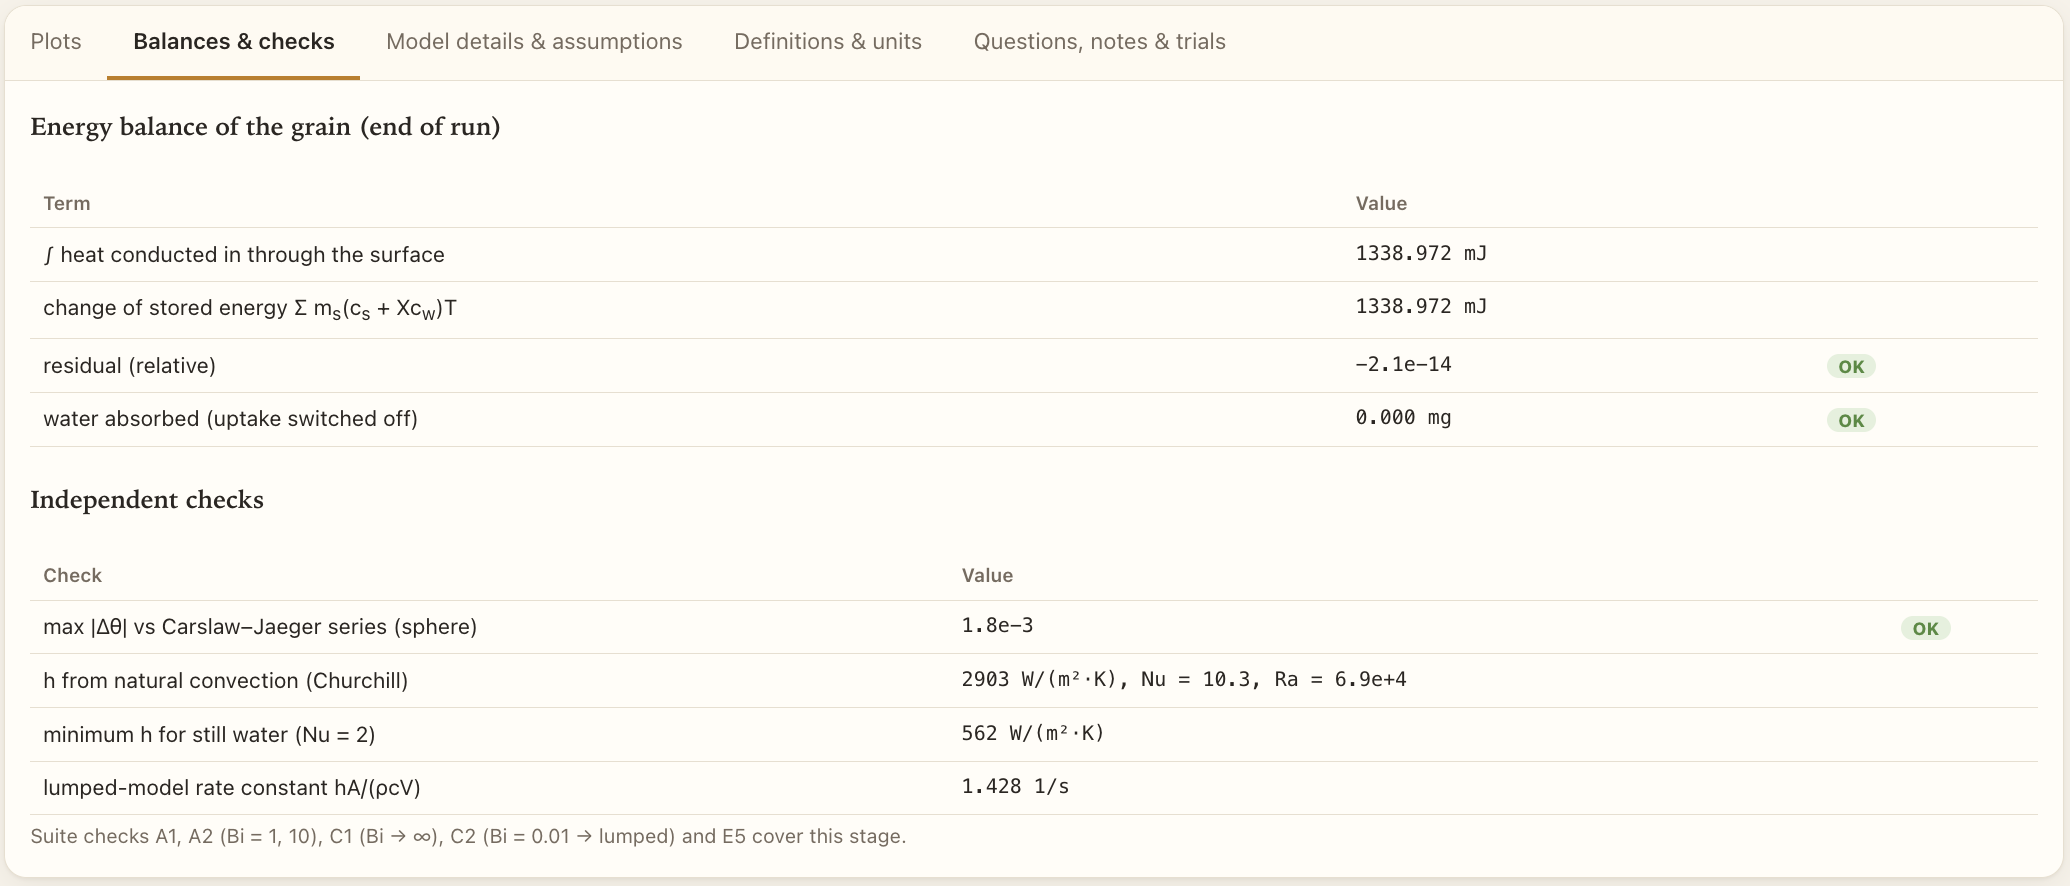 Plots Balances & checks Model details & assumptions Definitions & units Questions, notes & trials
Energy balance of the grain (end of run)
Term Value
∫ heat conducted in through the surface 1338.972 mJ
change of stored energy Σ mₛ(cₛ + Xc_w)T 1338.972 mJ
residual (relative) −2.1e−14 OK
water absorbed (uptake switched off) 0.000 mg OK
Independent checks
Check Value
max |Δθ| vs Carslaw–Jaeger series (sphere) 1.8e−3 OK
h from natural convection (Churchill) 2903 W/(m²·K), Nu = 10.3, Ra = 6.9e+4
minimum h for still water (Nu = 2) 562 W/(m²·K)
lumped-model rate constant hA/(ρcV) 1.428 1/s
Suite checks A1, A2 (Bi = 1, 10), C1 (Bi → ∞), C2 (Bi = 0.01 → lumped) and E5 cover this stage.